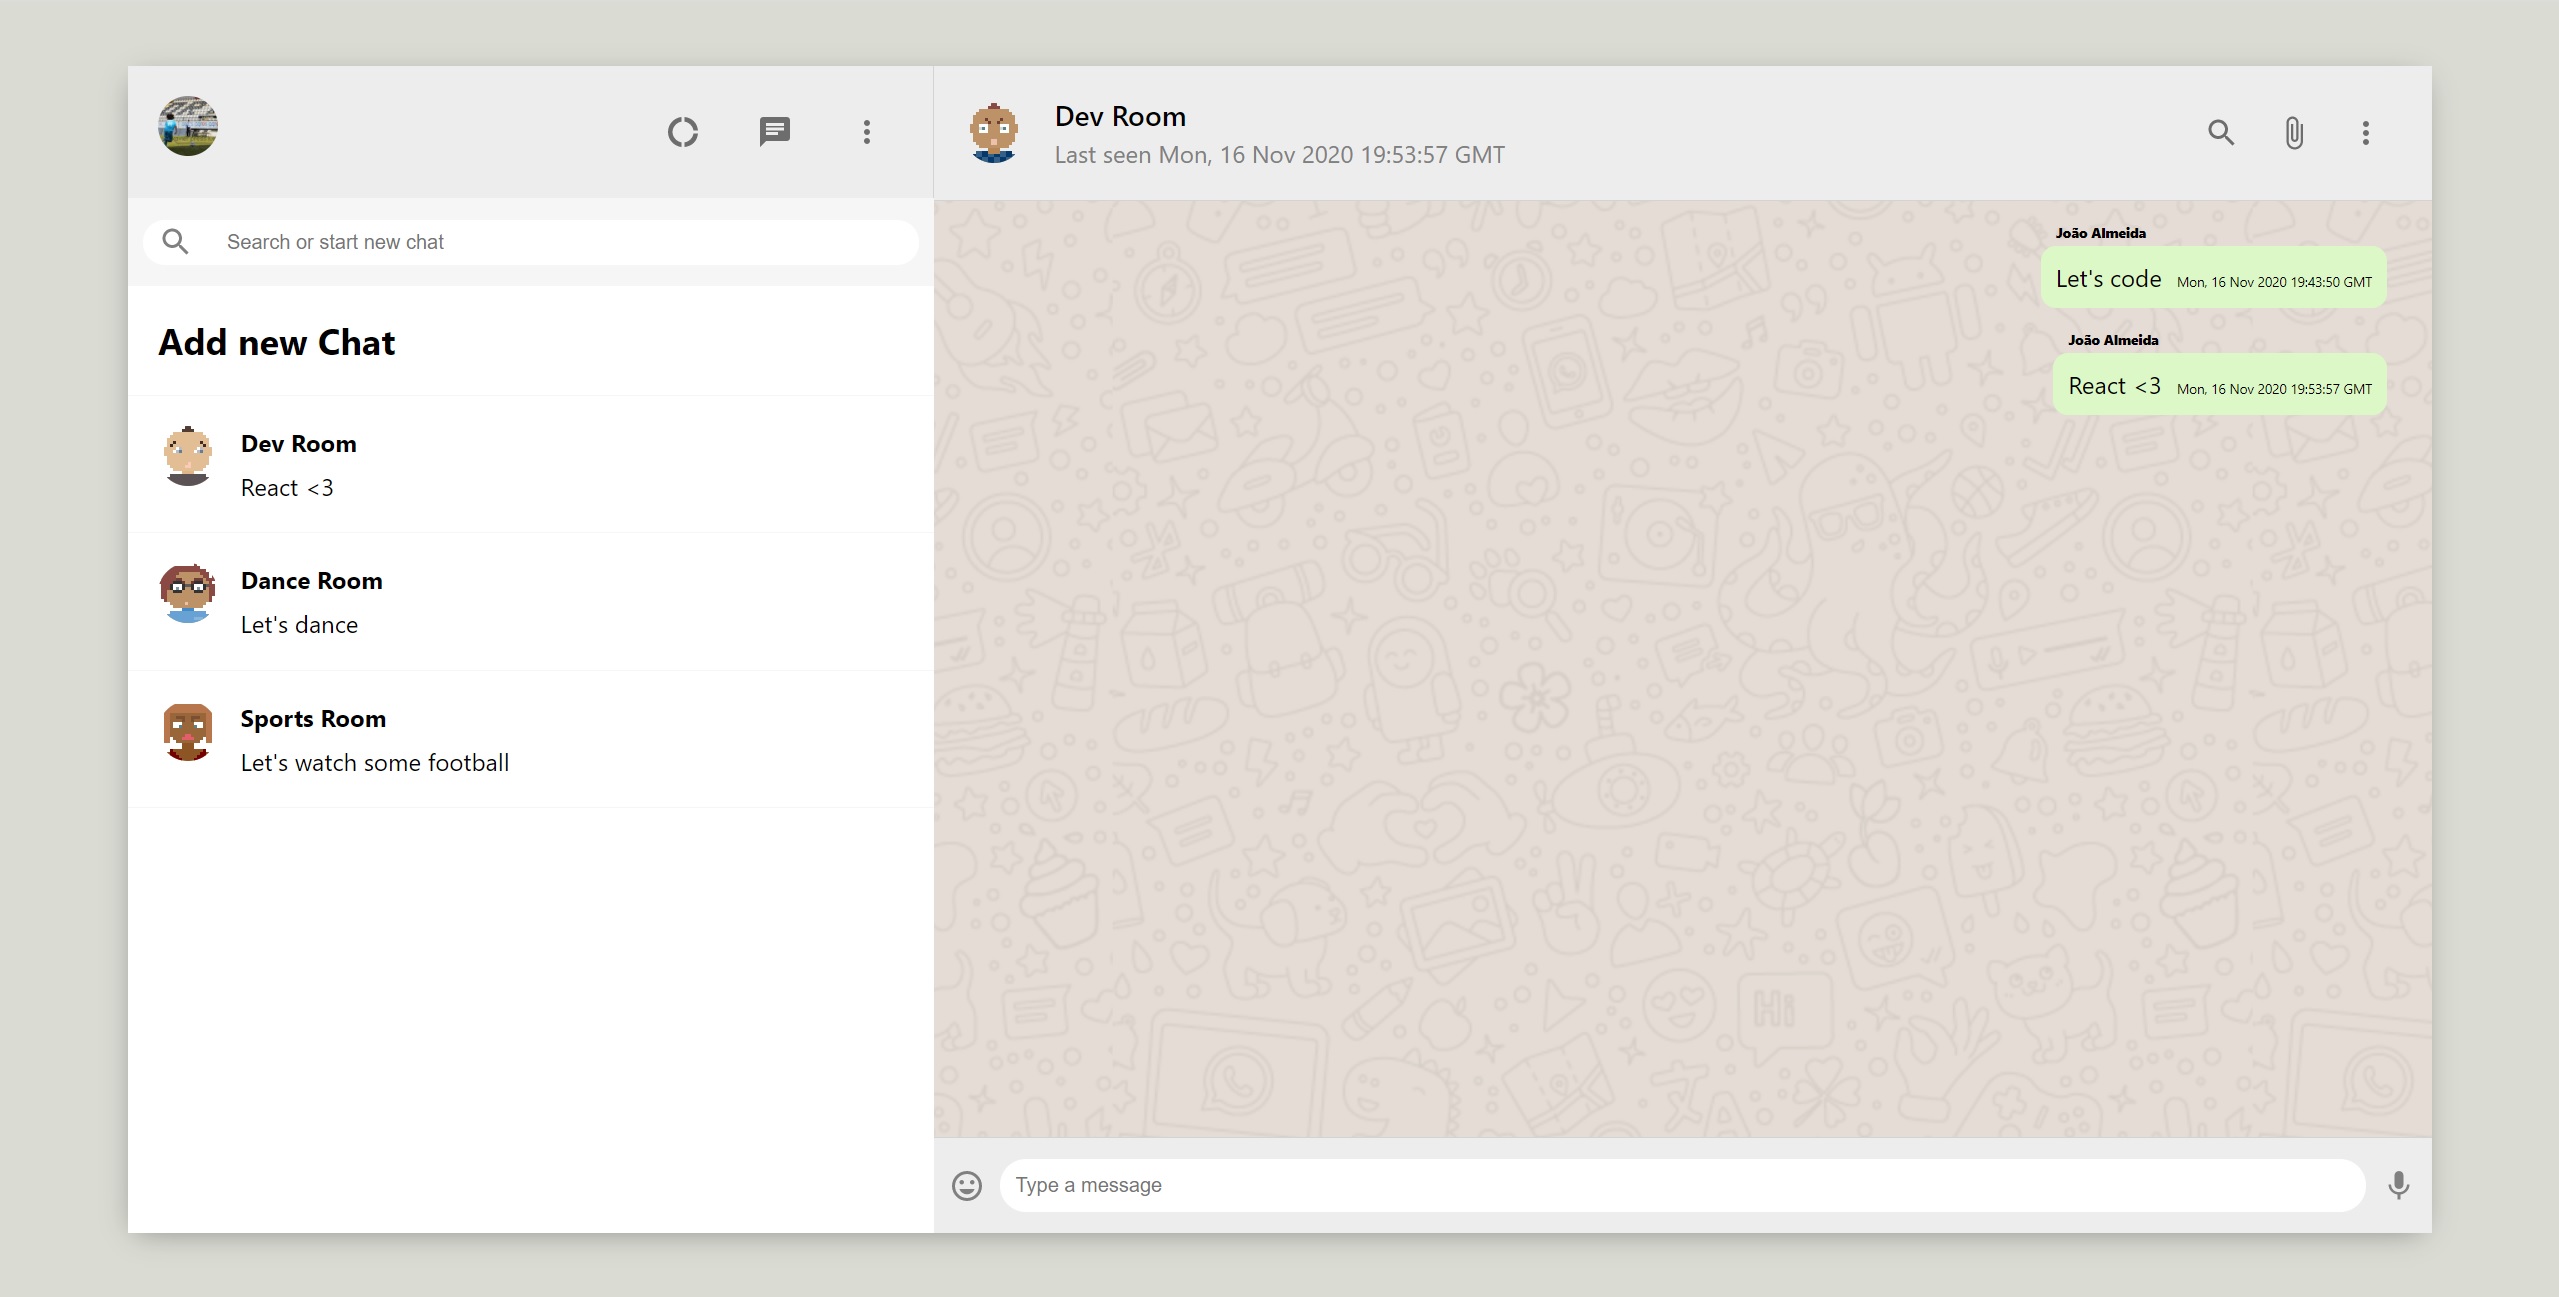 Search or start new chat
Add new Chat
Dev Room
React <3
Dance Room
Let's dance
Sports Room
Let's watch some football
Dev Room
Last seen Mon, 16 Nov 2020 19:53:57 GMT
João Almeida
Let's code Mon, 16 Nov 2020 19:43:50 GMT
João Almeida
React <3 Mon, 16 Nov 2020 19:53:57 GMT
Hi
Type a message